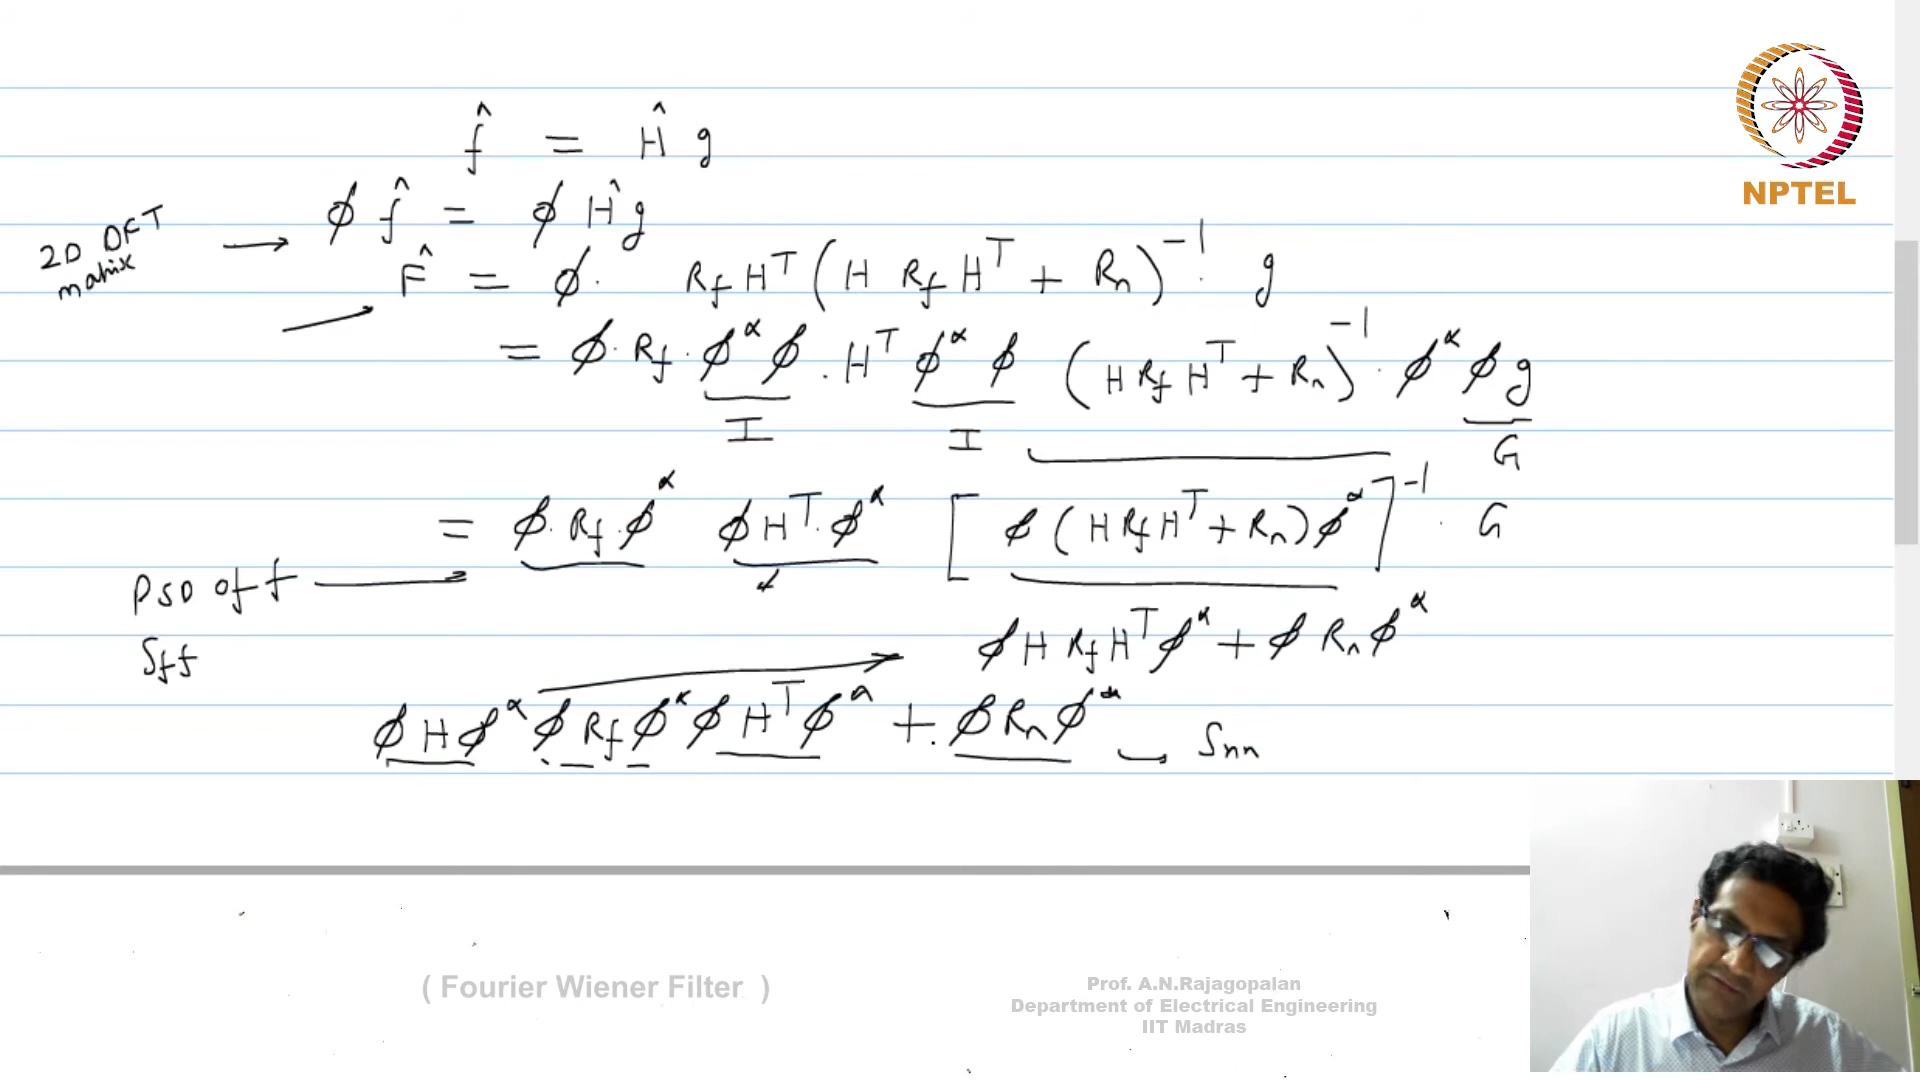 f̂ = Ĥ g
ϕ f̂ = ϕ Ĥ g
2D DFT
matrix
F̂ = ϕ. R_f H^T (H R_f H^T + R_n)^{-1}. g
= ϕ. R_f. ϕ^* ϕ . H^T ϕ^* ϕ (H R_f H^T + R_n)^{-1}. ϕ^* ϕ g
I I G
= ϕ. R_f. ϕ^* ϕ H^T. ϕ^* [ϕ (H R_f H^T + R_n) ϕ^*]^{-1}. G
PSD of f
S_ff
ϕ H R_f H^T ϕ^* + ϕ R_n ϕ^*
ϕ H ϕ^* ϕ R_f ϕ^* ϕ H^T ϕ^* + ϕ R_n ϕ^* S_nn
NPTEL
( Fourier Wiener Filter )
Prof. A.N.Rajagopalan
Department of Electrical Engineering
IIT Madras